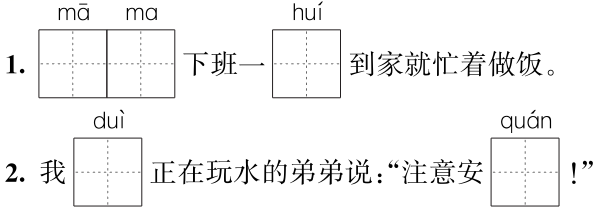 mā ma huí
1. 下班一 到家就忙着做饭。
duì quán
2. 我 正在玩水的弟弟说:“注意安 !”